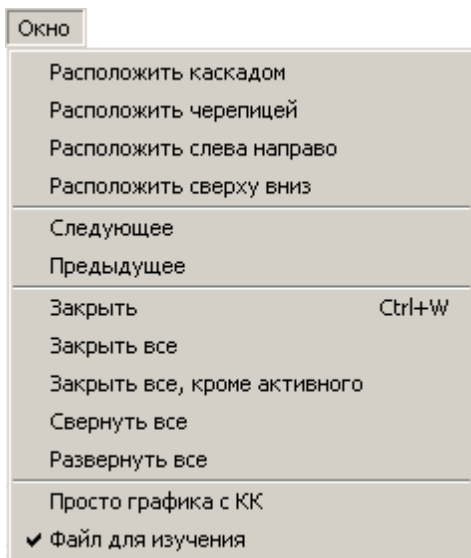 Окно
Расположить каскадом
Расположить черепицей
Расположить слева направо
Расположить сверху вниз
Следующее
Предыдущее
Закрыть Ctrl+W
Закрыть все
Закрыть все, кроме активного
Свернуть все
Развернуть все
Просто графика с КК
Файл для изучения